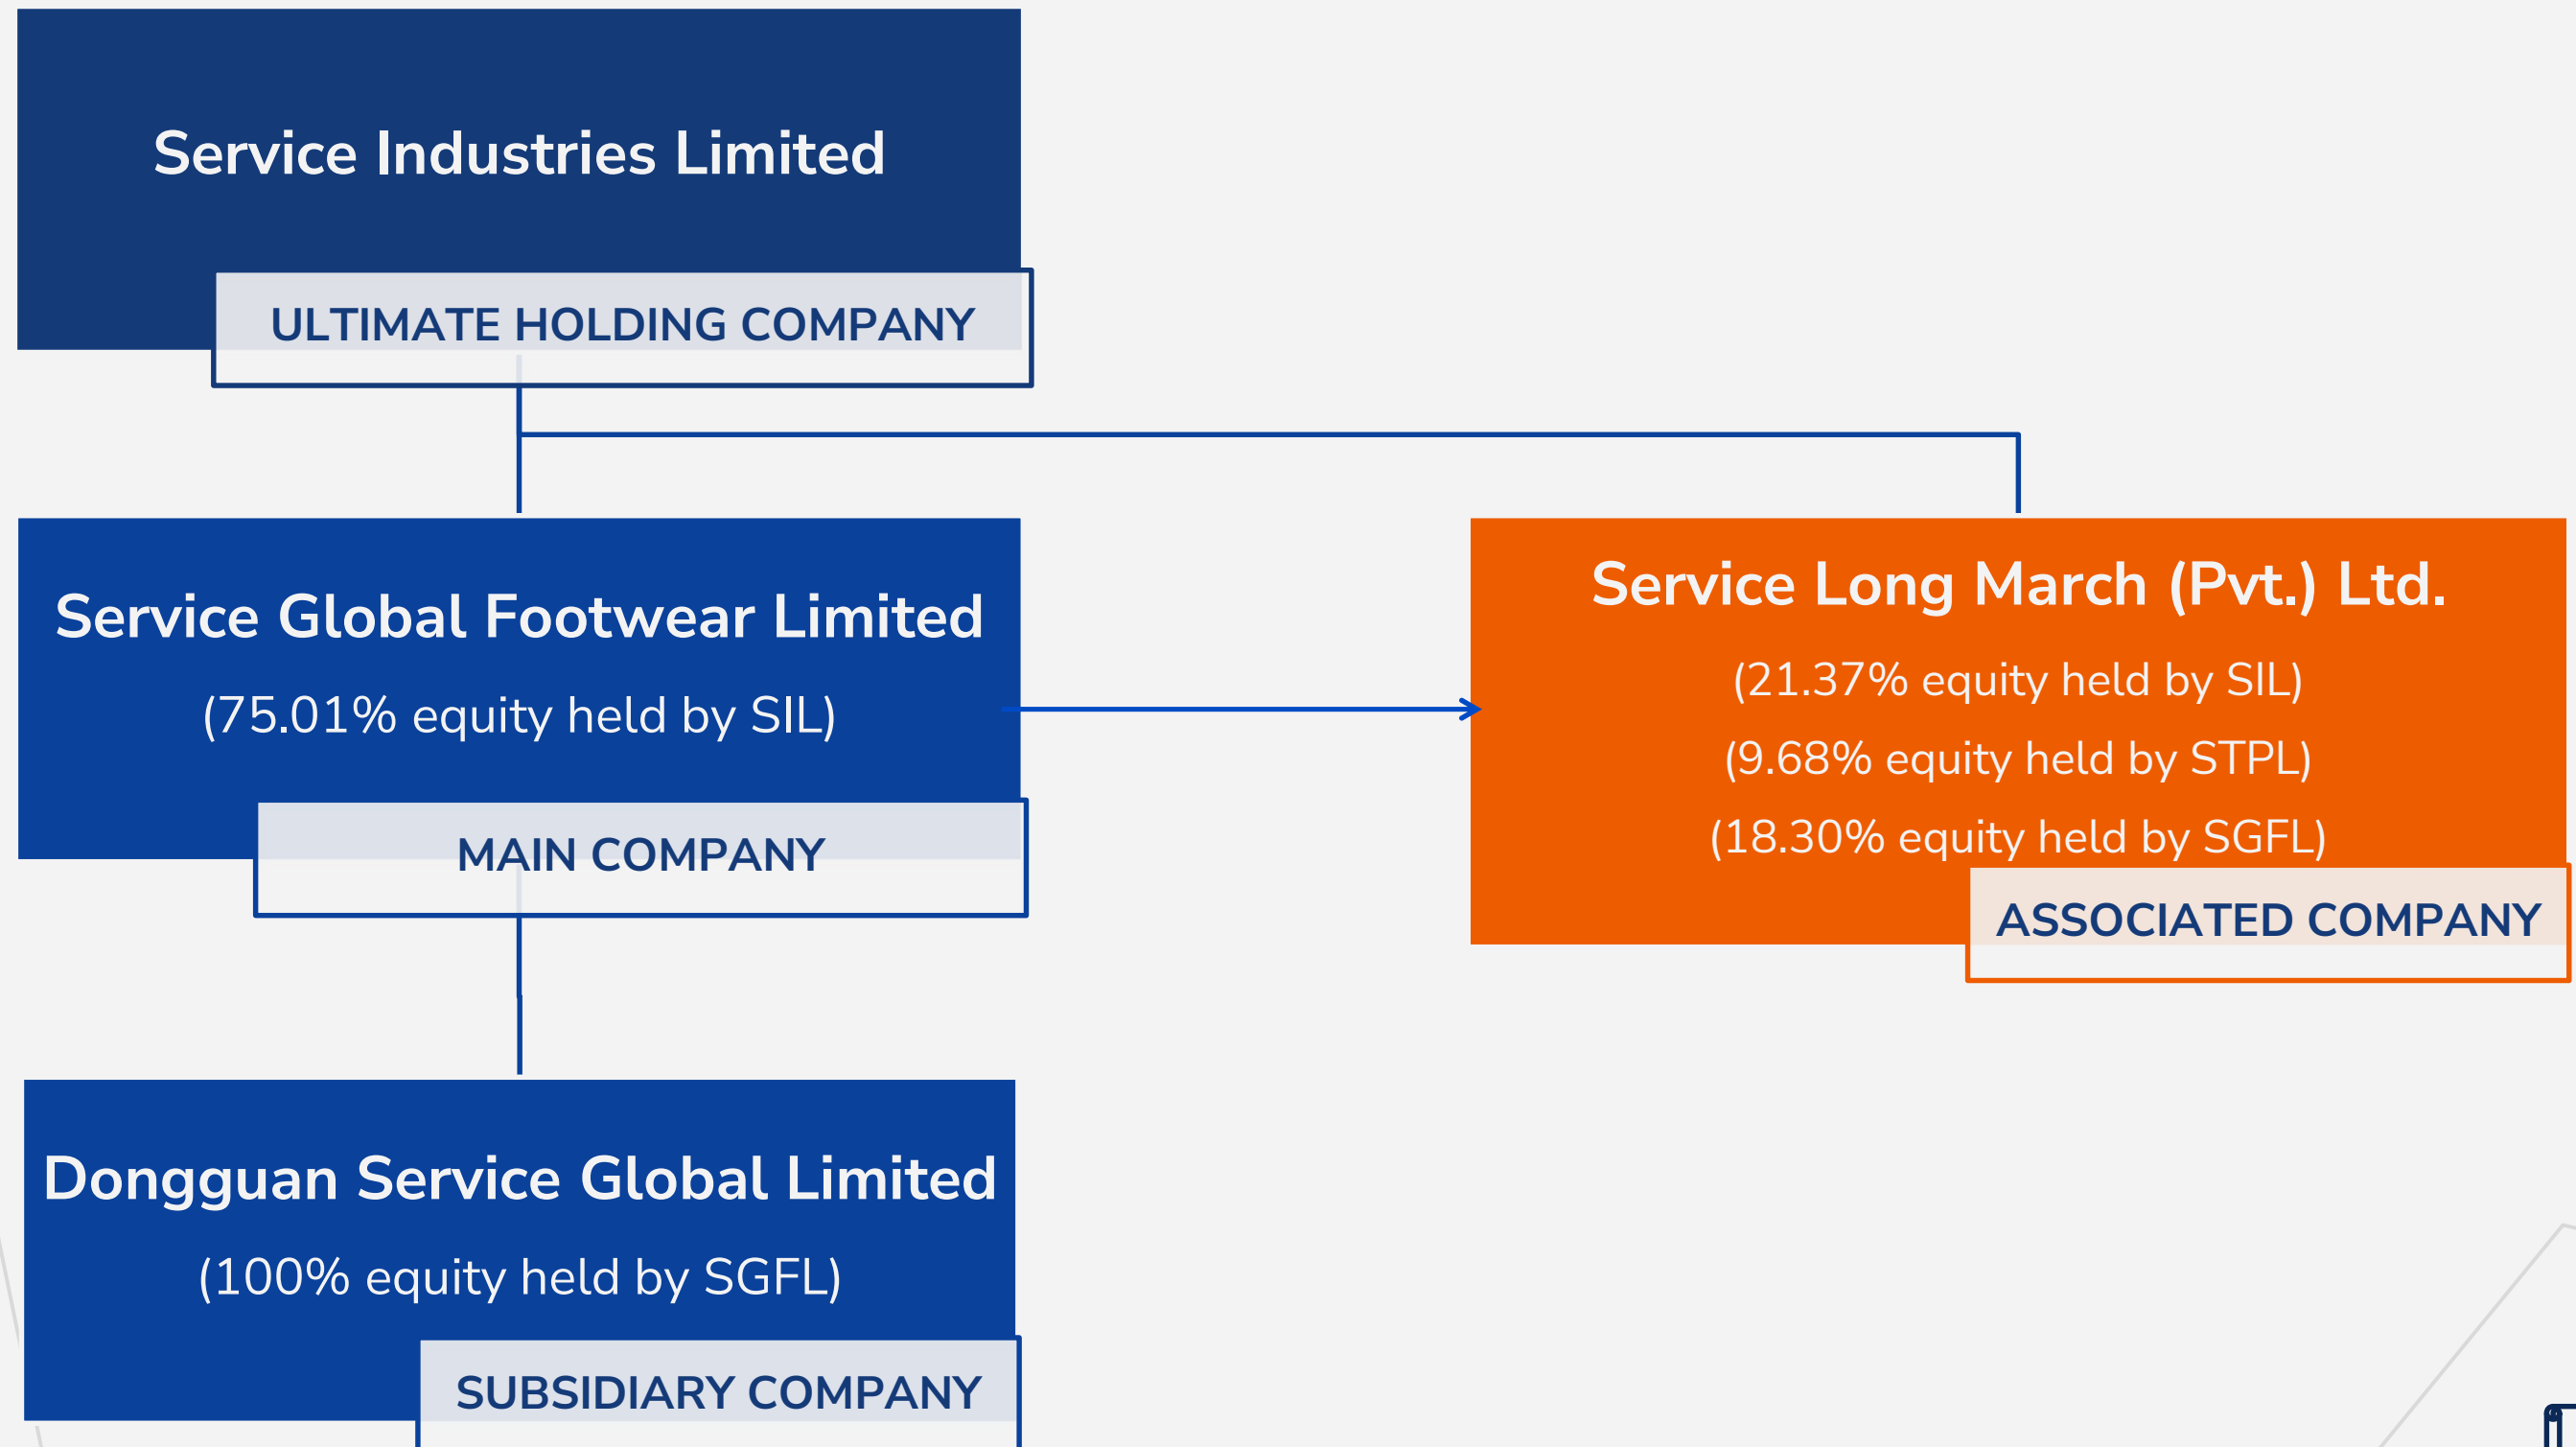 Service Industries Limited
ULTIMATE HOLDING COMPANY
Service Global Footwear Limited
(75.01% equity held by SIL)
MAIN COMPANY
Service Long March (Pvt.) Ltd.
(21.37% equity held by SIL)
(9.68% equity held by STPL)
(18.30% equity held by SGFL)
ASSOCIATED COMPANY
Dongguan Service Global Limited
(100% equity held by SGFL)
SUBSIDIARY COMPANY